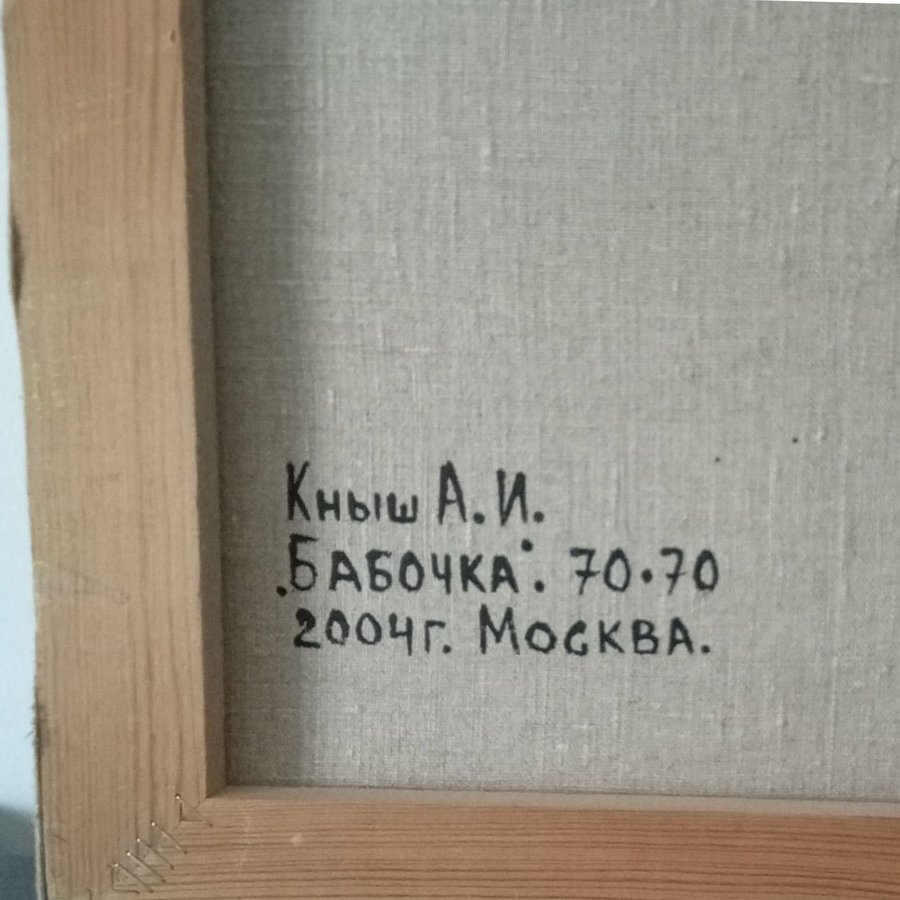 Кныш А.И.
"Бабочка". 70·70
2004г. Москва.